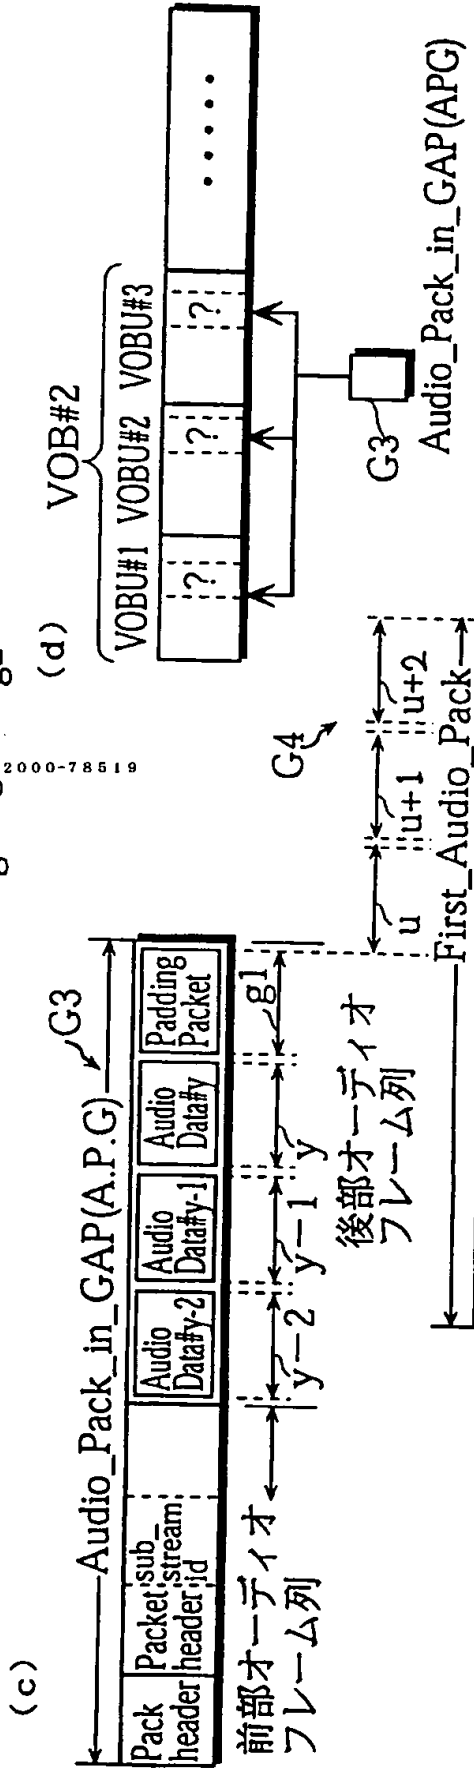 (c)
Audio_Pack_in_GAP(A.P.G)
G3
Pack
header
Packet
header
sub_
stream
id
Audio
Data#y-2
Audio
Data#y-1
Audio
Data#y
Padding
Packet
y-2
y-1
y
g1
前部オーディオ
フレーム列
後部オーディオ
フレーム列
G4
u
u+1
u+2
First_Audio_Pack
2000-78519
(d)
VOB#2
VOBU#1
VOBU#2
VOBU#3
?
?
?
......
G3
Audio_Pack_in_GAP(APG)